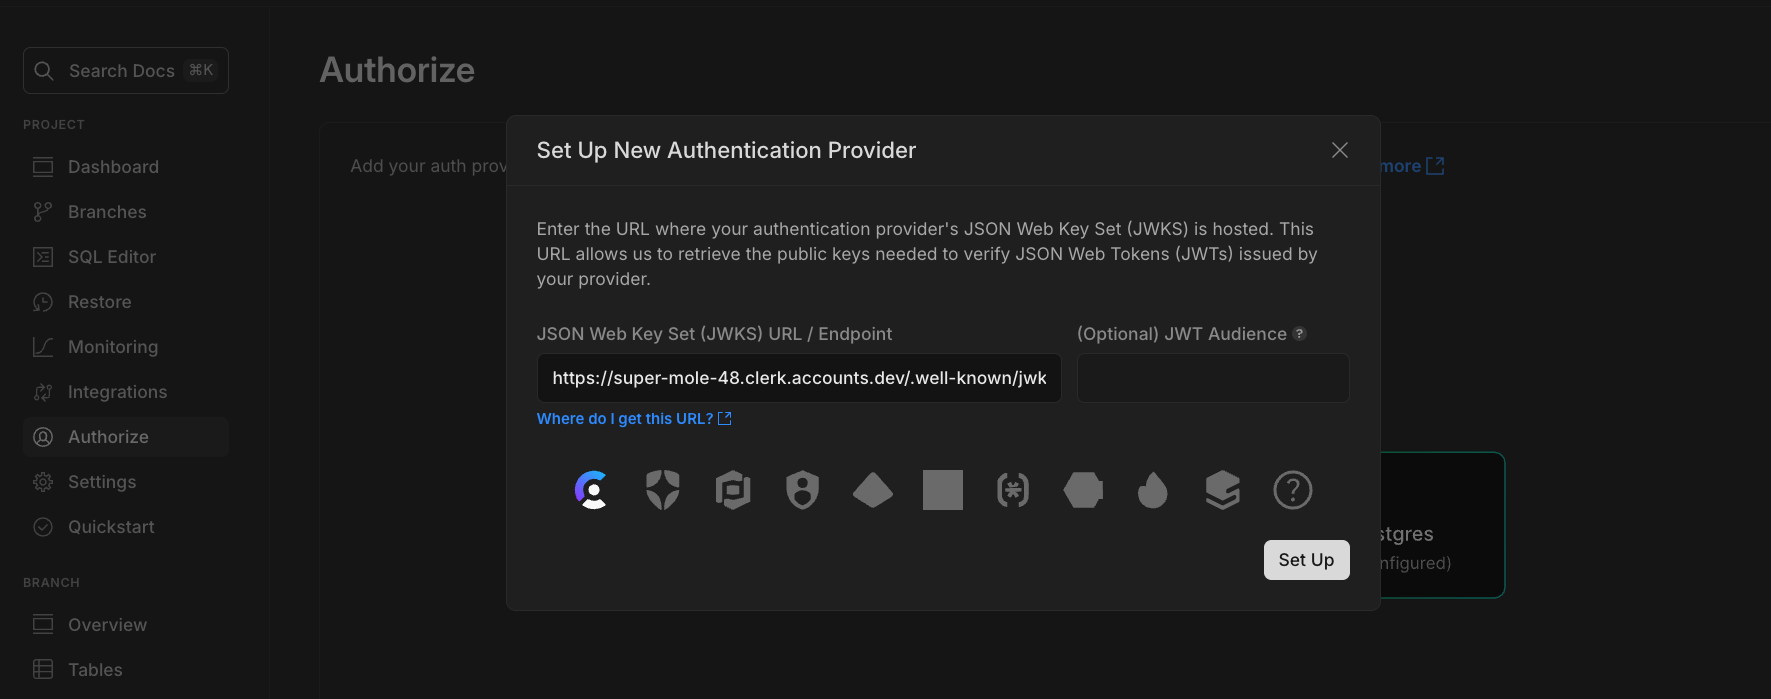 Search Docs ⌘K
PROJECT
Dashboard
Branches
SQL Editor
Restore
Monitoring
Integrations
Authorize
Settings
Quickstart
BRANCH
Overview
Tables
Authorize
Add your auth prov
more
Set Up New Authentication Provider
Enter the URL where your authentication provider's JSON Web Key Set (JWKS) is hosted. This
URL allows us to retrieve the public keys needed to verify JSON Web Tokens (JWTs) issued by
your provider.
JSON Web Key Set (JWKS) URL / Endpoint
https://super-mole-48.clerk.accounts.dev/.well-known/jwk
Where do I get this URL?
(Optional) JWT Audience ?
?
Set Up
stgres
nfigured)